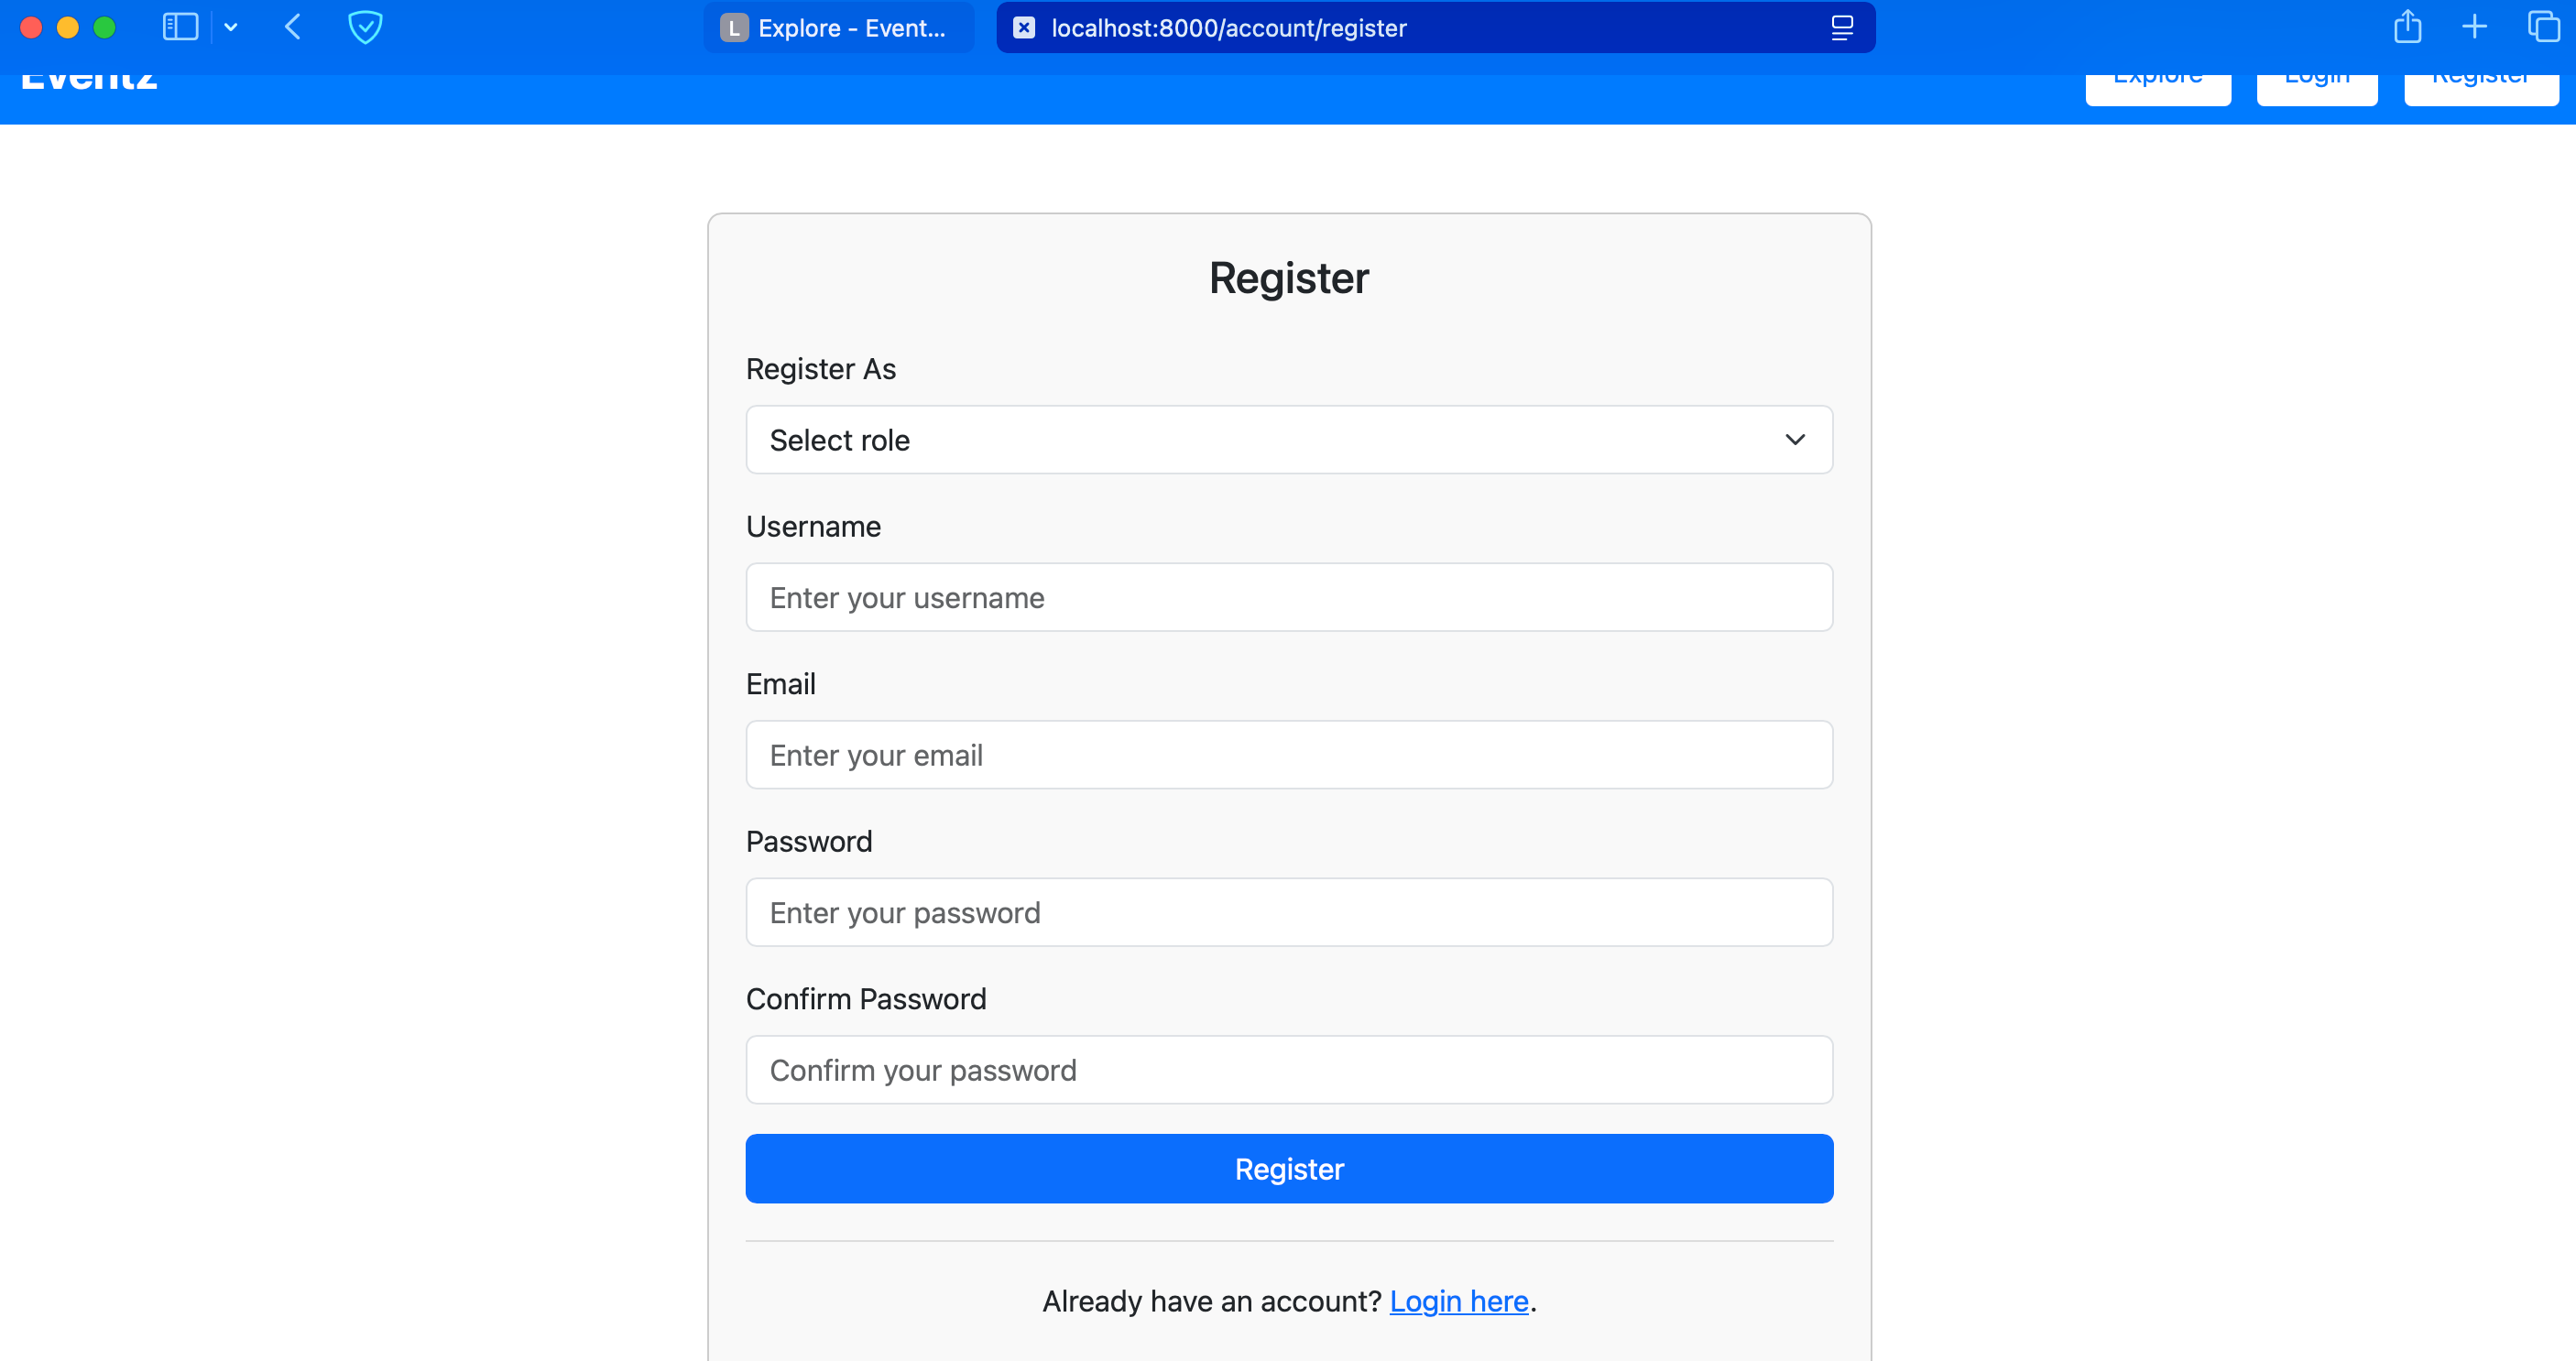 L Explore - Event...
localhost:8000/account/register
Eventz
Explore Login Register
Register
Register As
Select role
Username
Enter your username
Email
Enter your email
Password
Enter your password
Confirm Password
Confirm your password
Register
Already have an account? Login here.